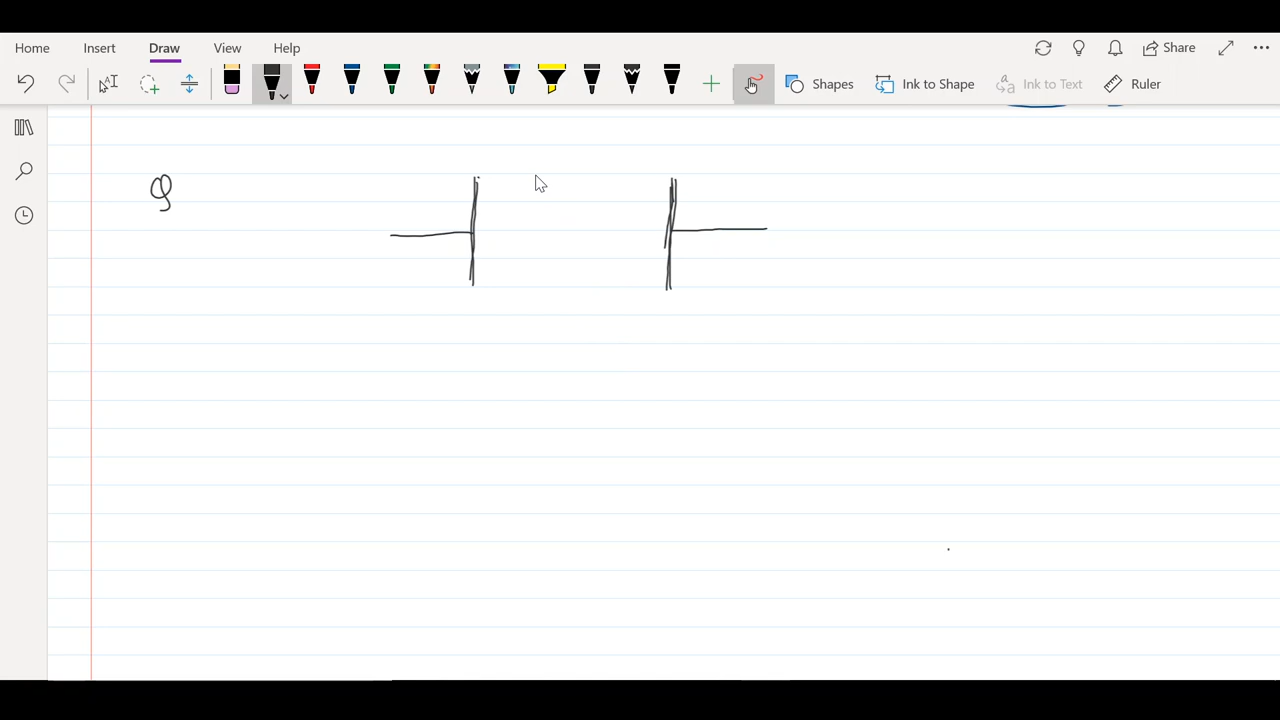 Home Insert Draw View Help Share
Shapes Ink to Shape Ink to Text Ruler
Q